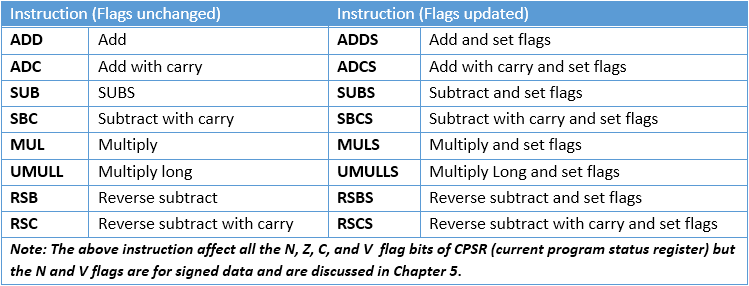 Instruction (Flags unchanged) Instruction (Flags updated)
ADD Add ADDS Add and set flags
ADC Add with carry ADCS Add with carry and set flags
SUB SUBS SUBS Subtract and set flags
SBC Subtract with carry SBCS Subtract with carry and set flags
MUL Multiply MULS Multiply and set flags
UMULL Multiply long UMULLS Multiply Long and set flags
RSB Reverse subtract RSBS Reverse subtract and set flags
RSC Reverse subtract with carry RSCS Reverse subtract with carry and set flags
Note: The above instruction affect all the N, Z, C, and V flag bits of CPSR (current program status register) but
the N and V flags are for signed data and are discussed in Chapter 5.